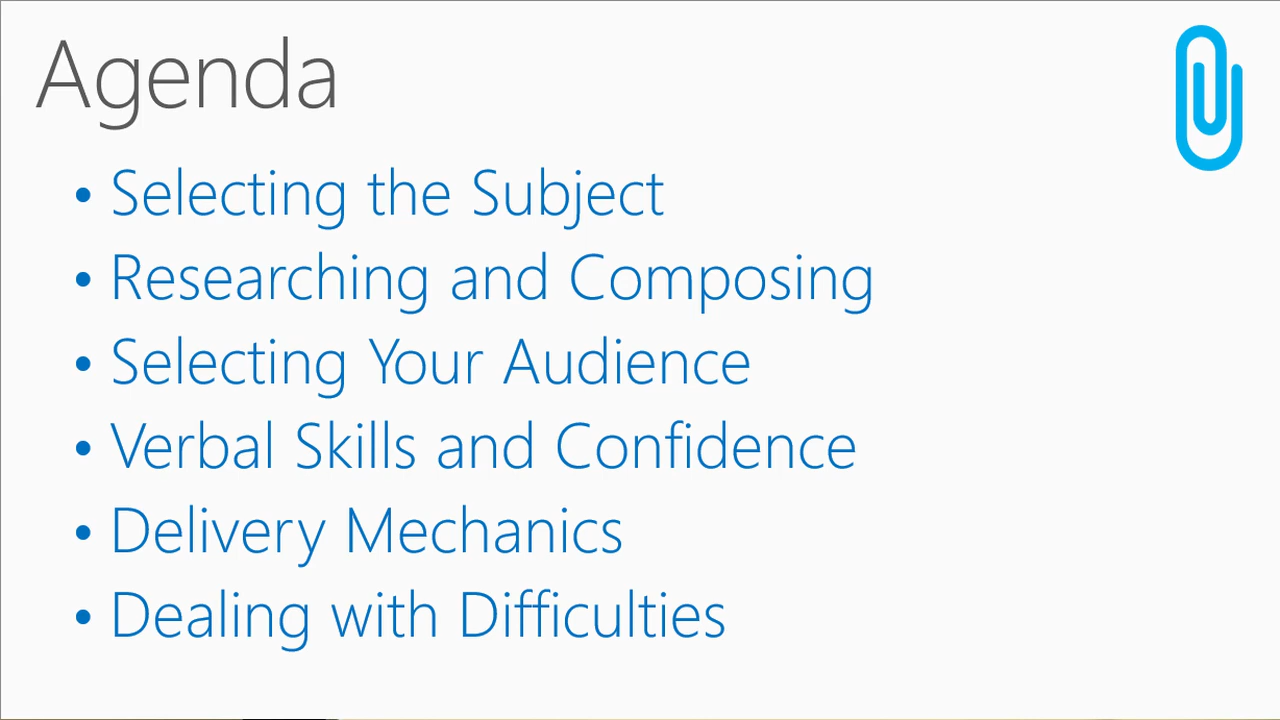 Agenda
• Selecting the Subject
• Researching and Composing
• Selecting Your Audience
• Verbal Skills and Confidence
• Delivery Mechanics
• Dealing with Difficulties